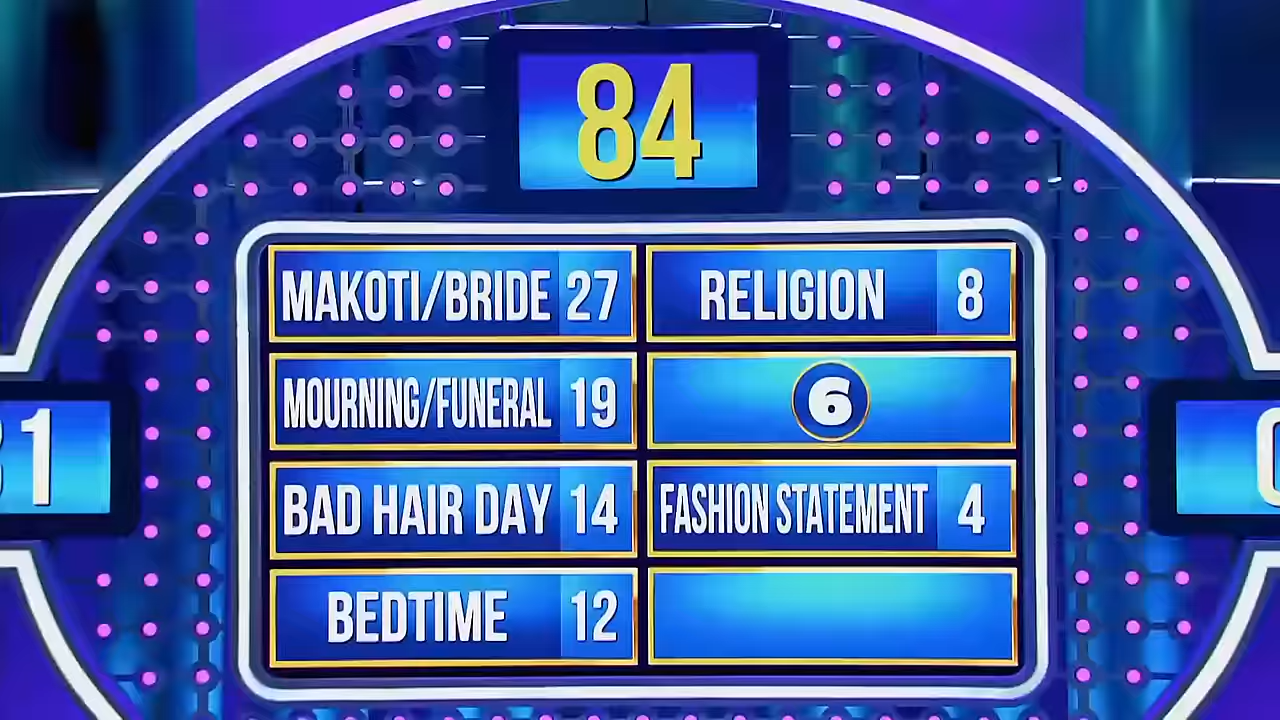 84
MAKOTI/BRIDE 27
MOURNING/FUNERAL 19
BAD HAIR DAY 14
BEDTIME 12
RELIGION 8
6
FASHION STATEMENT 4